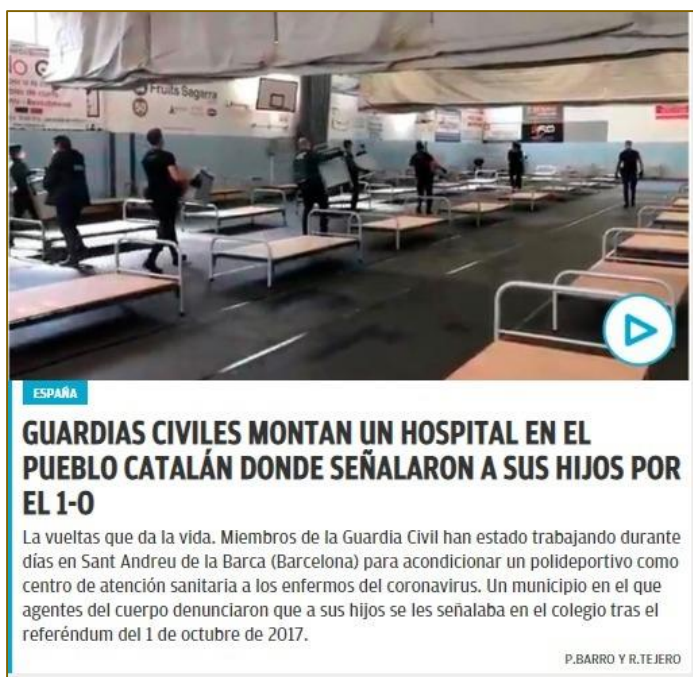 Fruits Sagarra
ESPAÑA
GUARDIAS CIVILES MONTAN UN HOSPITAL EN EL
PUEBLO CATALÁN DONDE SEÑALARON A SUS HIJOS POR
EL 1-O
La vueltas que da la vida. Miembros de la Guardia Civil han estado trabajando durante
días en Sant Andreu de la Barca (Barcelona) para acondicionar un polideportivo como
centro de atención sanitaria a los enfermos del coronavirus. Un municipio en el que
agentes del cuerpo denunciaron que a sus hijos se les señalaba en el colegio tras el
referéndum del 1 de octubre de 2017.
P.BARRO Y R.TEJERO